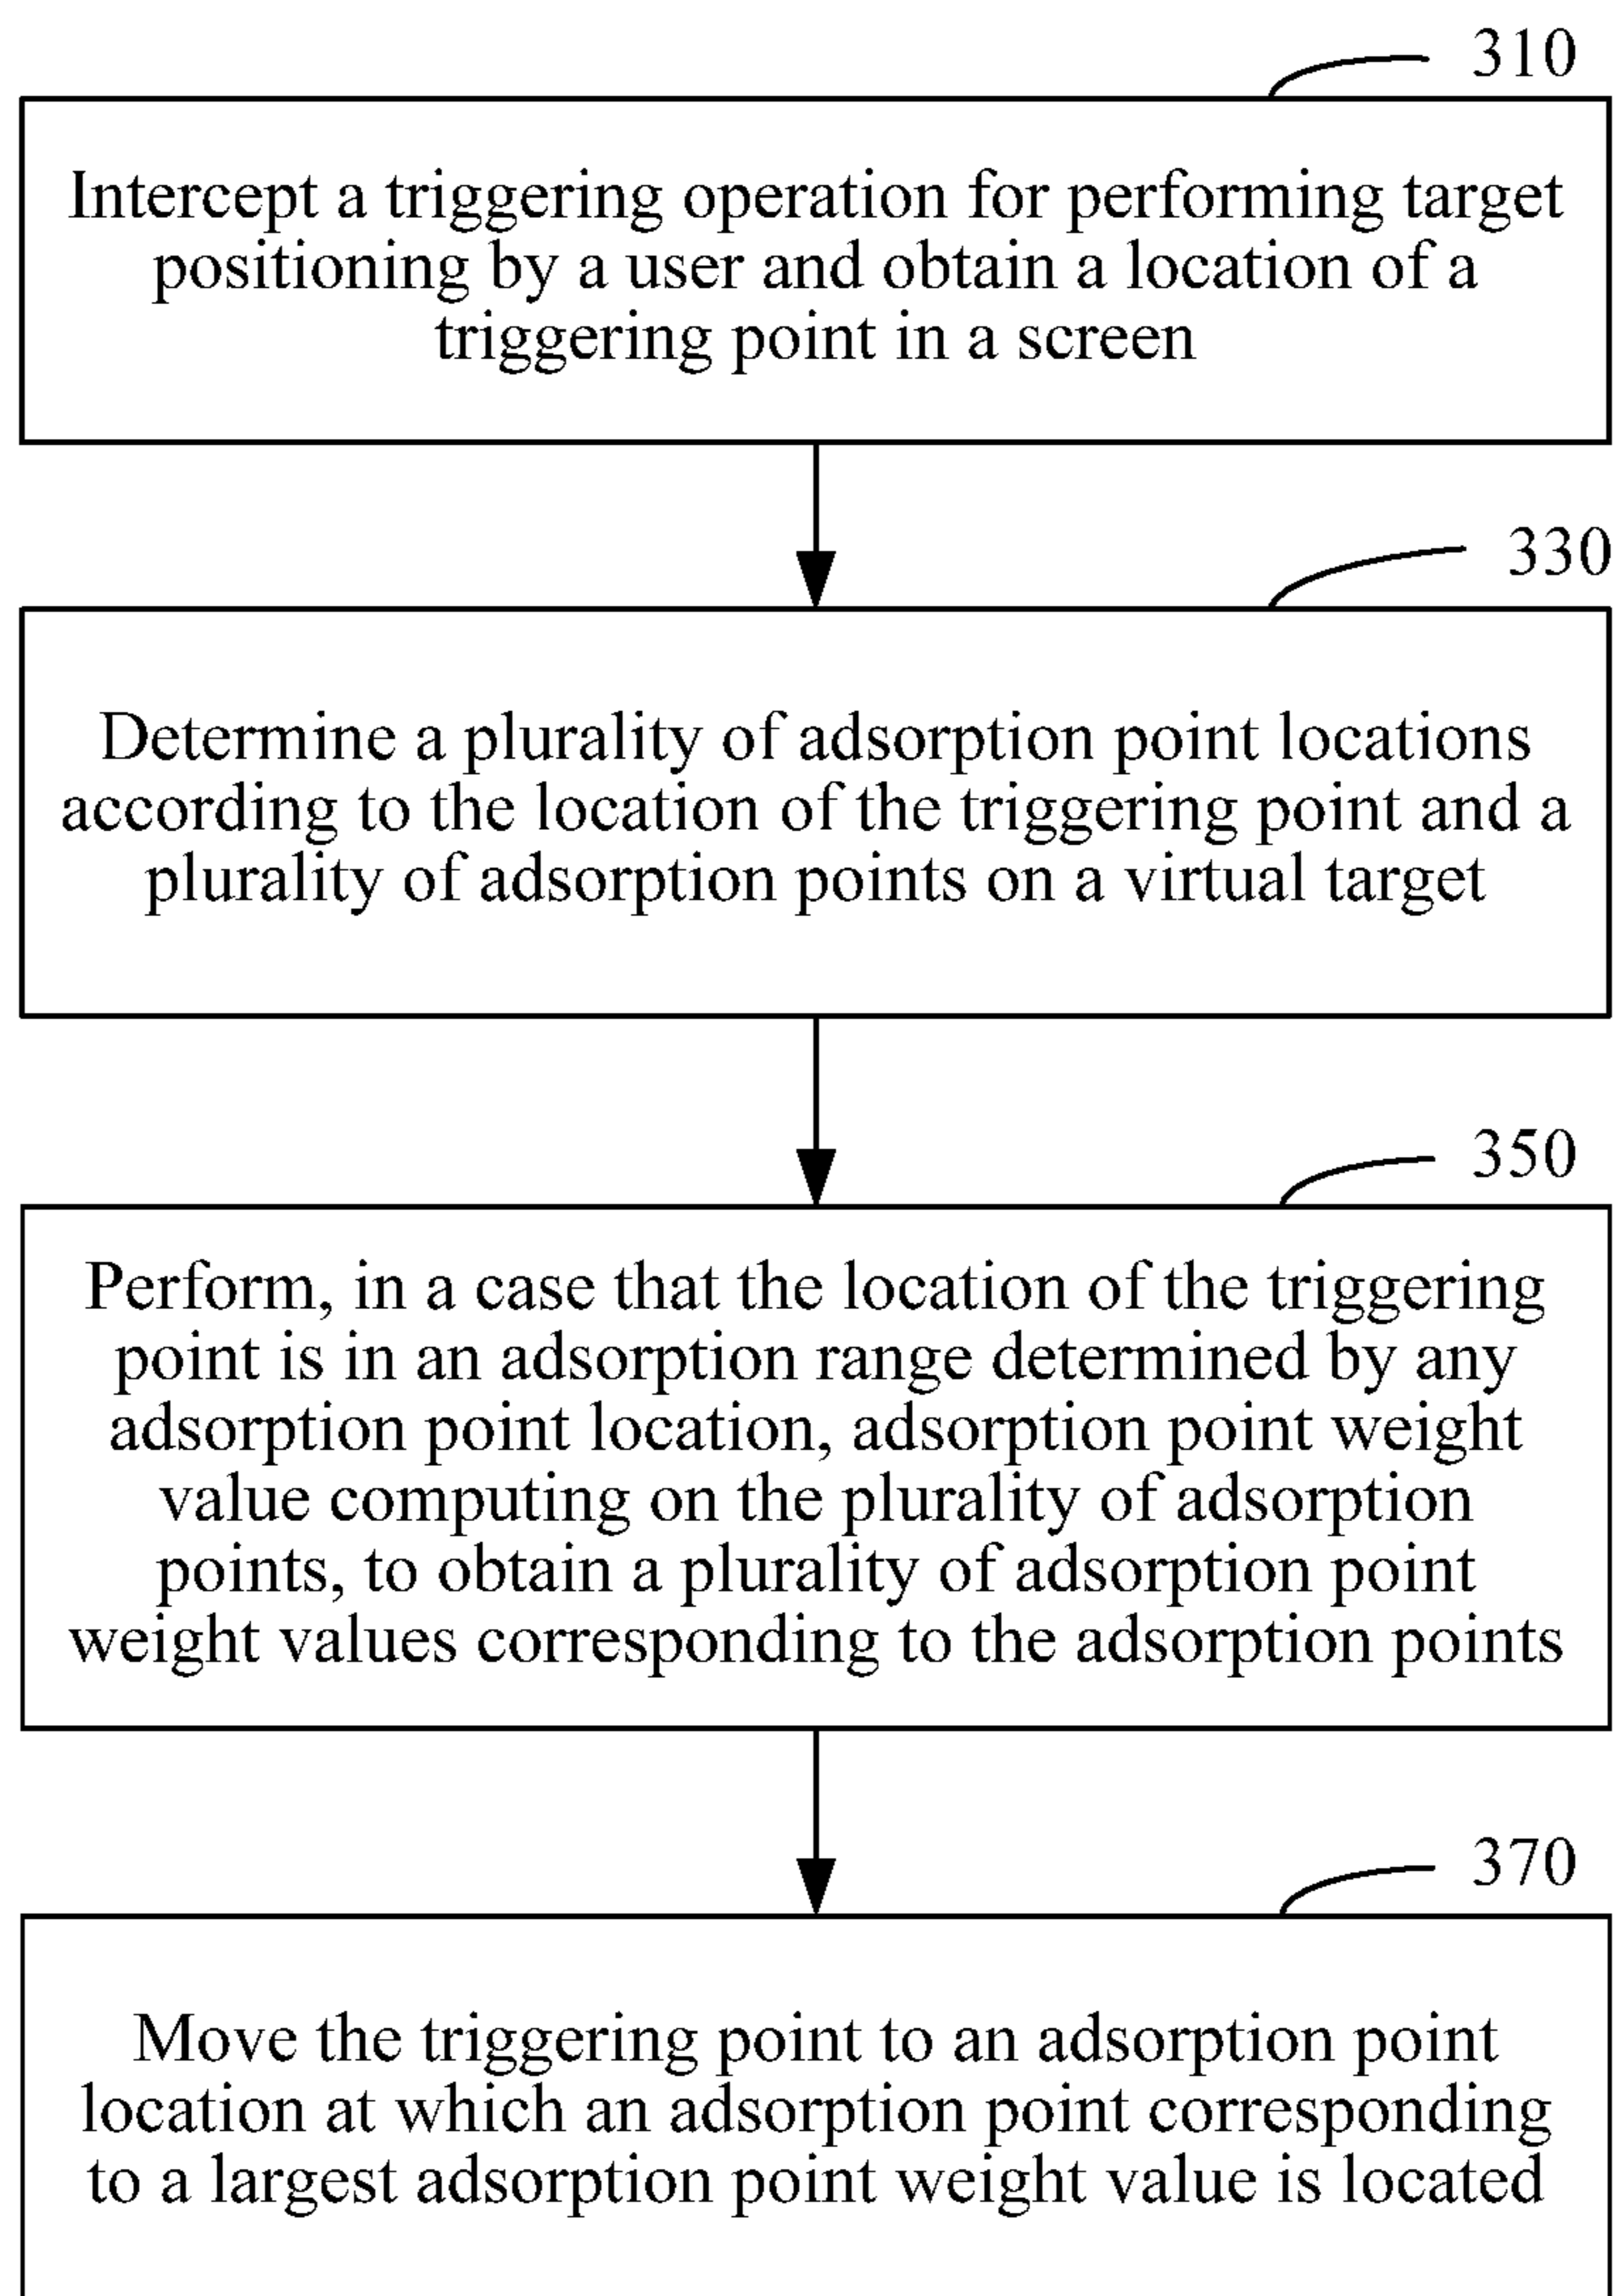 310
Intercept a triggering operation for performing target
positioning by a user and obtain a location of a
triggering point in a screen
330
Determine a plurality of adsorption point locations
according to the location of the triggering point and a
plurality of adsorption points on a virtual target
350
Perform, in a case that the location of the triggering
point is in an adsorption range determined by any
adsorption point location, adsorption point weight
value computing on the plurality of adsorption
points, to obtain a plurality of adsorption point
weight values corresponding to the adsorption points
370
Move the triggering point to an adsorption point
location at which an adsorption point corresponding
to a largest adsorption point weight value is located